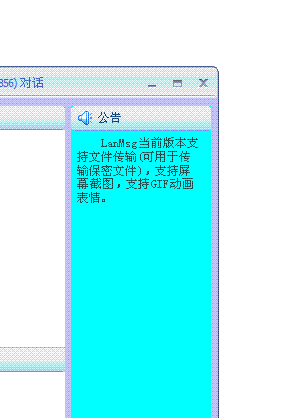 856) 对话
公告
LanMsg当前版本支
持文件传输(可用于传
输保密文件)，支持屏
幕截图，支持GIF动画
表情。